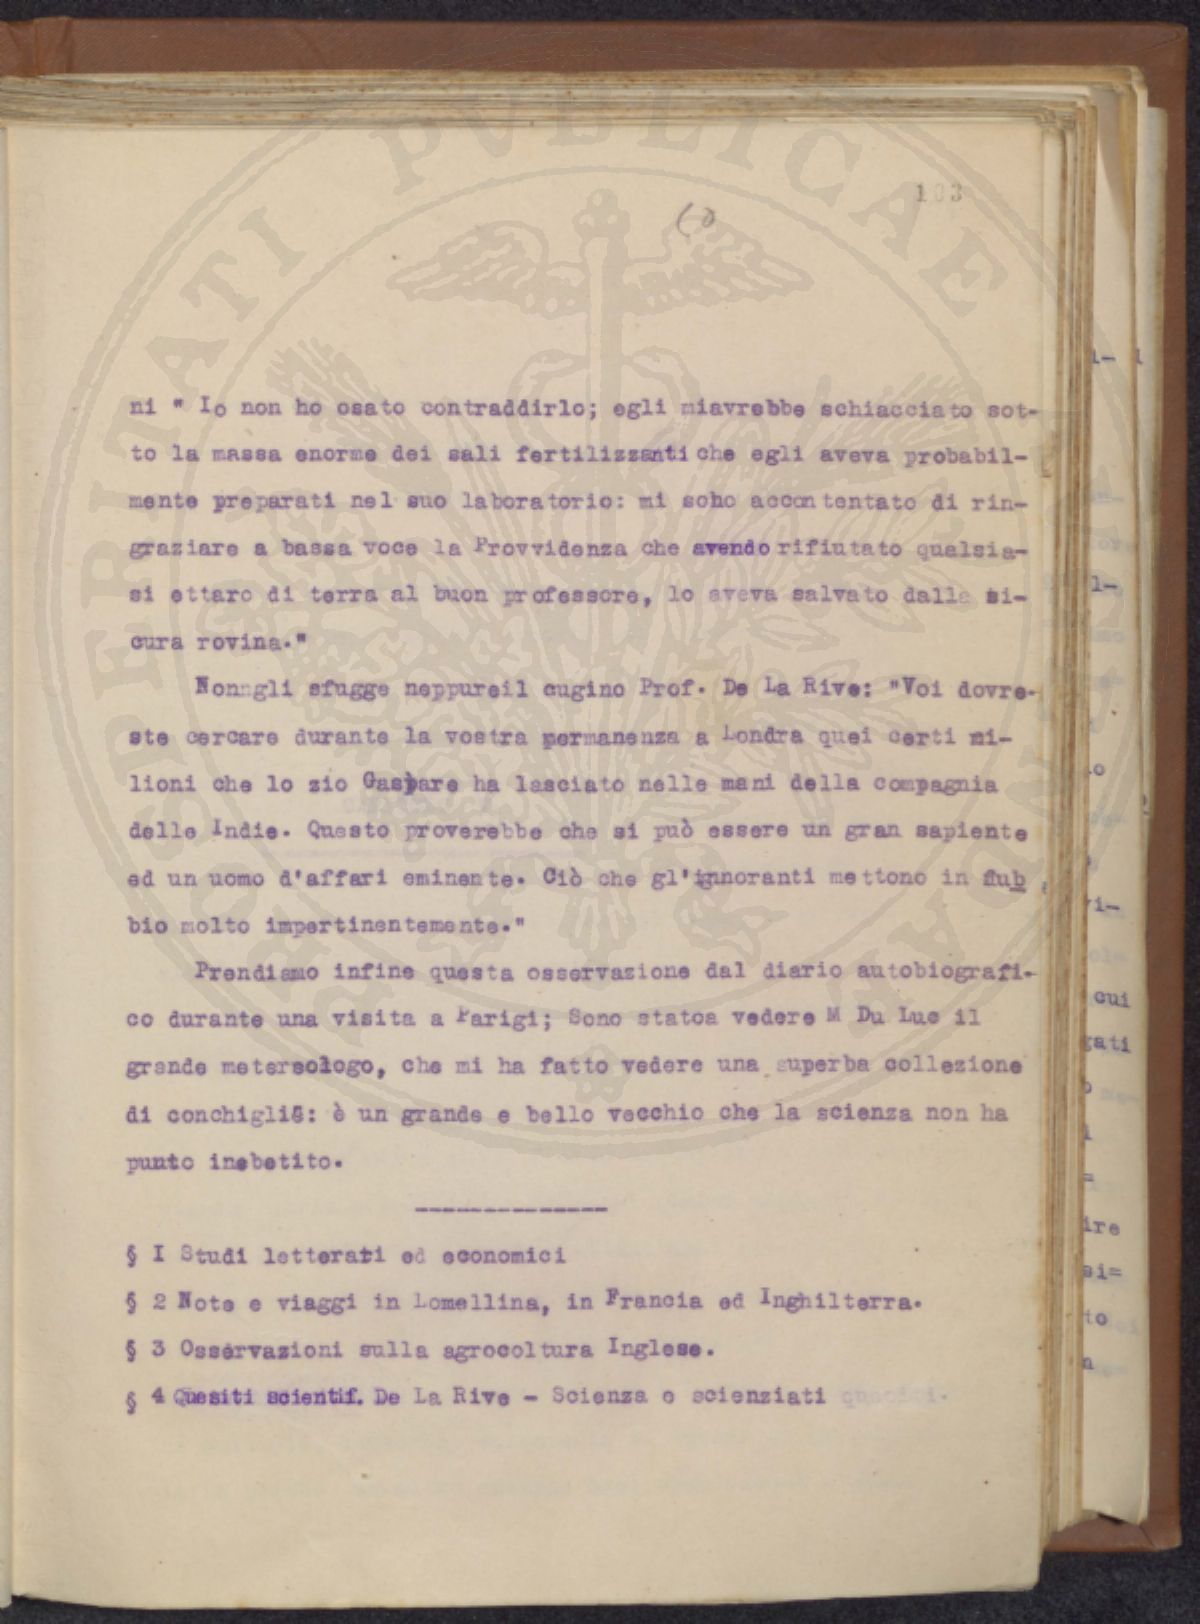 PROSPERITATI PVBLICAE
103
60
ni " Io non ho osato contraddirlo; egli miavrebbe schiacciato sot-
to la massa enorme dei sali fertilizzanti che egli aveva probabil-
mente preparati nel suo laboratorio: mi soho accontentato di rin-
graziare a bassa voce la Provvidenza che avendo rifiutato qualsia-
si ettaro di terra al buon professore, lo aveva salvato dalla si-
cura rovina."
Nonngli sfugge neppureil cugino Prof. De La Rive: "Voi dovre-
ste cercare durante la vostra permanenza a Londra quei certi mi-
lioni che lo zio Gaspare ha lasciato nelle mani della compagnia
delle Indie. Questo proverebbe che si può essere un gran sapiente
ed un uomo d'affari eminente. Ciò che gl'ignnoranti mettono in dub
bio molto impertinentemente."
Prendiamo infine questa osservazione dal diario autobiografi-
co durante una visita a Parigi; Sono statoa vedere M Du Luc il
grande metereologo, che mi ha fatto vedere una superba collezione
di conchiglie: è un grande e bello vecchio che la scienza non ha
punto inebetito.
--------------
§ I Studi letterari ed economici
§ 2 Note e viaggi in Lomellina, in Francia ed Inghilterra.
§ 3 Osservazioni sulla agrocoltura Inglese.
§ 4 Quesiti scientif. De La Rive - Scienza e scienziati